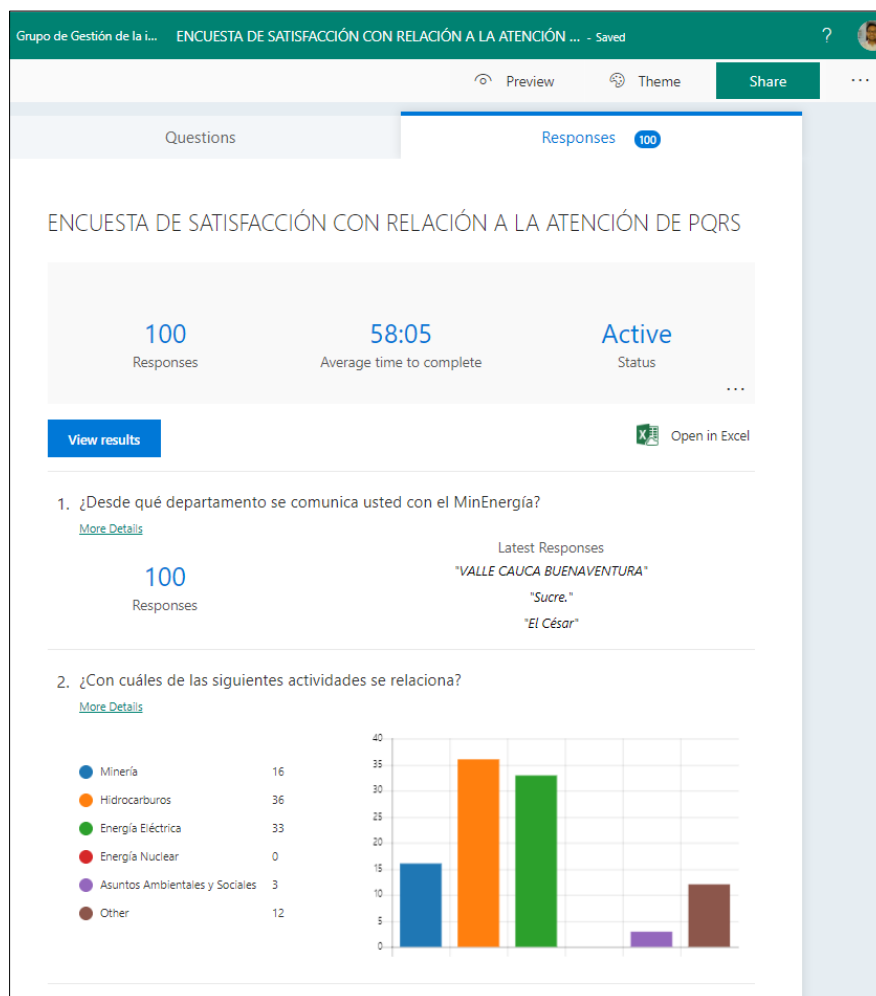 Grupo de Gestión de la i... ENCUESTA DE SATISFACCIÓN CON RELACIÓN A LA ATENCIÓN ... - Saved ?
Preview Theme Share ...
Questions Responses 100
ENCUESTA DE SATISFACCIÓN CON RELACIÓN A LA ATENCIÓN DE PQRS
100 58:05 Active
Responses Average time to complete Status
...
View results Open in Excel
1. ¿Desde qué departamento se comunica usted con el MinEnergía?
More Details
Latest Responses
100
Responses
"VALLE CAUCA BUENAVENTURA"
"Sucre."
"El César"
2. ¿Con cuáles de las siguientes actividades se relaciona?
More Details
Minería 16
Hidrocarburos 36
Energía Eléctrica 33
Energía Nuclear 0
Asuntos Ambientales y Sociales 3
Other 12
40
35
30
25
20
15
10
5
0